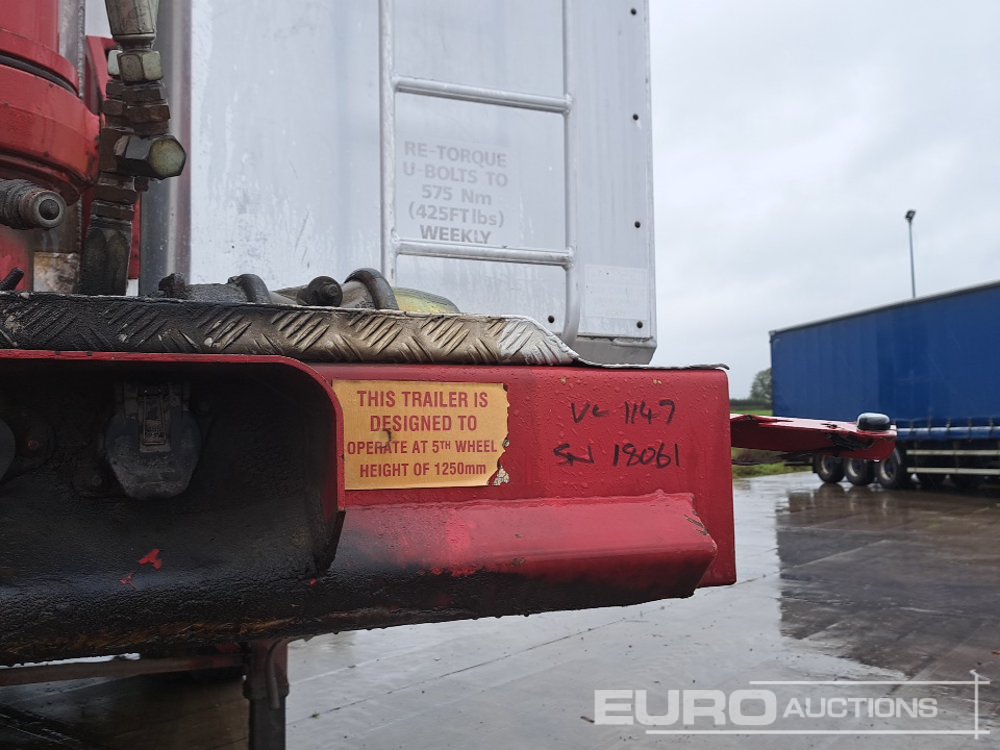 RE-TORQUE
U-BOLTS TO
575 Nm
(425FT lbs)
WEEKLY
THIS TRAILER IS
DESIGNED TO
OPERATE AT 5TH WHEEL
HEIGHT OF 1250mm
VC 1147
SN 18061
EURO AUCTIONS